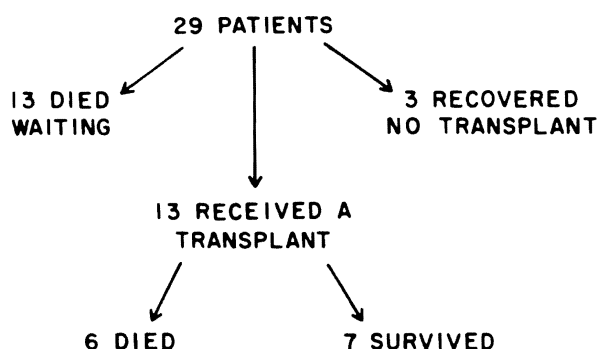 29 PATIENTS
13 DIED
WAITING
3 RECOVERED
NO TRANSPLANT
13 RECEIVED A
TRANSPLANT
6 DIED
7 SURVIVED